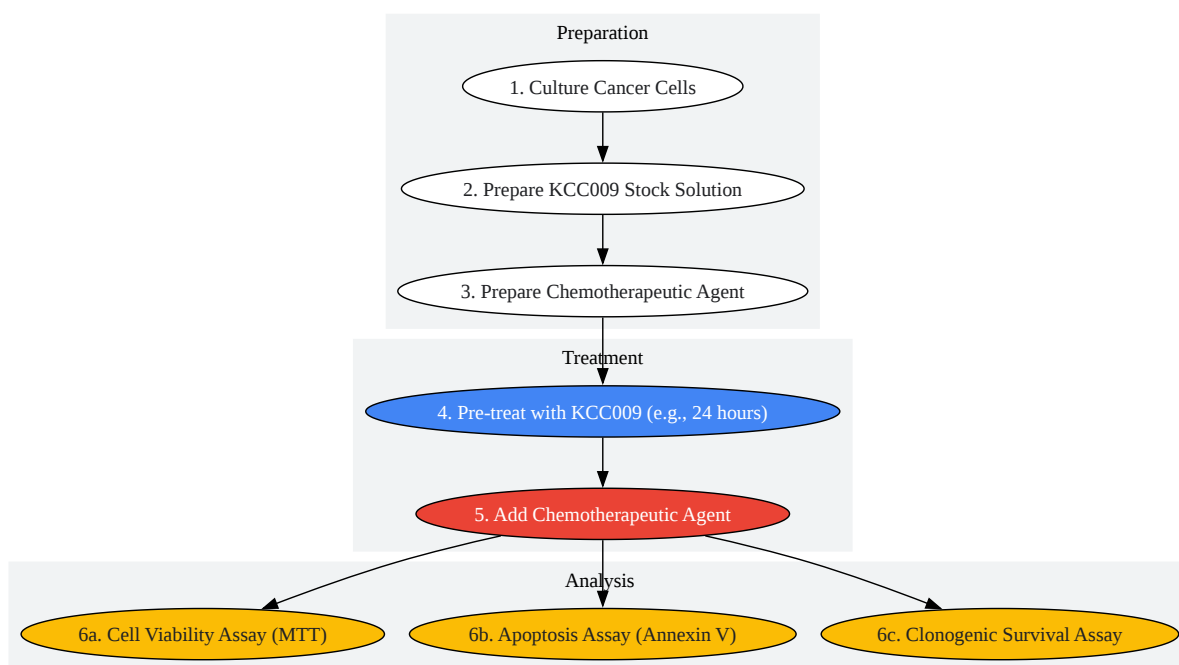 Preparation
1. Culture Cancer Cells
2. Prepare KCC009 Stock Solution
3. Prepare Chemotherapeutic Agent
Treatment
4. Pre-treat with KCC009 (e.g., 24 hours)
5. Add Chemotherapeutic Agent
Analysis
6a. Cell Viability Assay (MTT)
6b. Apoptosis Assay (Annexin V)
6c. Clonogenic Survival Assay